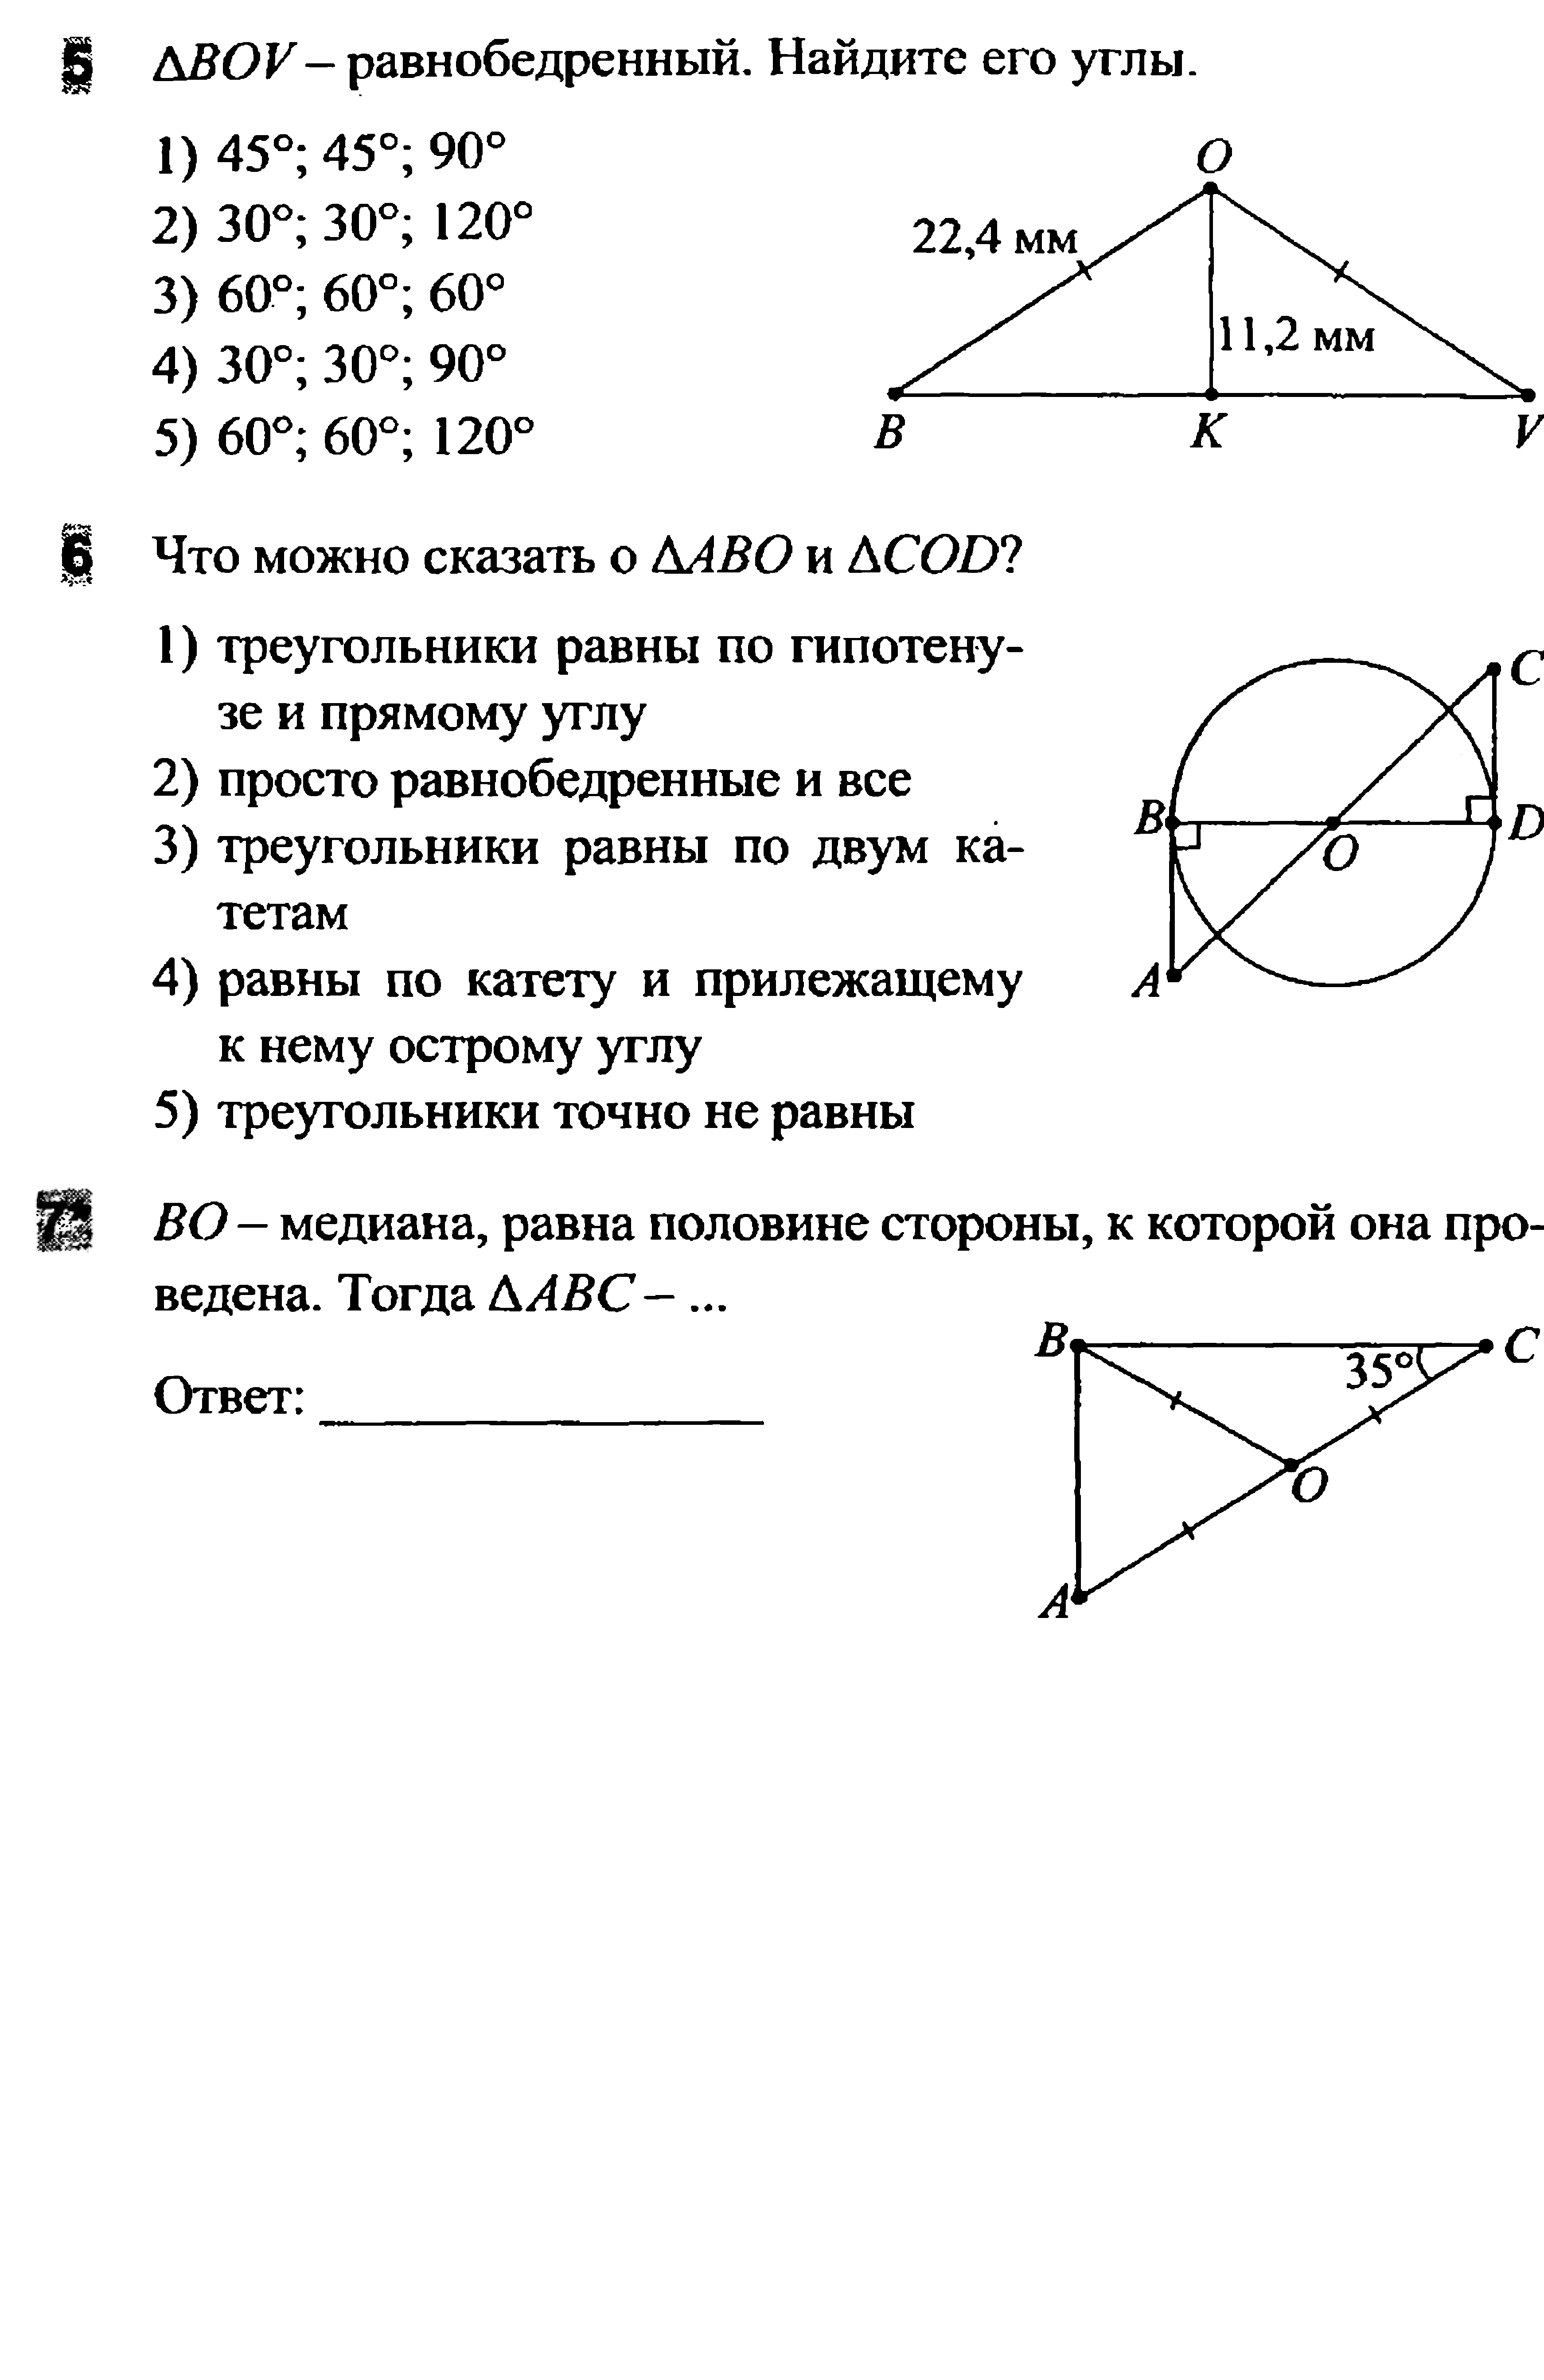 5 ΔBOV – равнобедренный. Найдите его углы.
1) 45°; 45°; 90°
2) 30°; 30°; 120°
3) 60°; 60°; 60°
4) 30°; 30°; 90°
5) 60°; 60°; 120°
O
22,4 мм
11,2 мм
B K V
6 Что можно сказать о ΔABO и ΔCOD?
1) треугольники равны по гипотену-
зе и прямому углу
2) просто равнобедренные и все
3) треугольники равны по двум ка-
тетам
4) равны по катету и прилежащему
к нему острому углу
5) треугольники точно не равны
C
B O D
A
7* BO – медиана, равна половине стороны, к которой она про-
ведена. Тогда ΔABC – ...
Ответ:
B 35° C
O
A